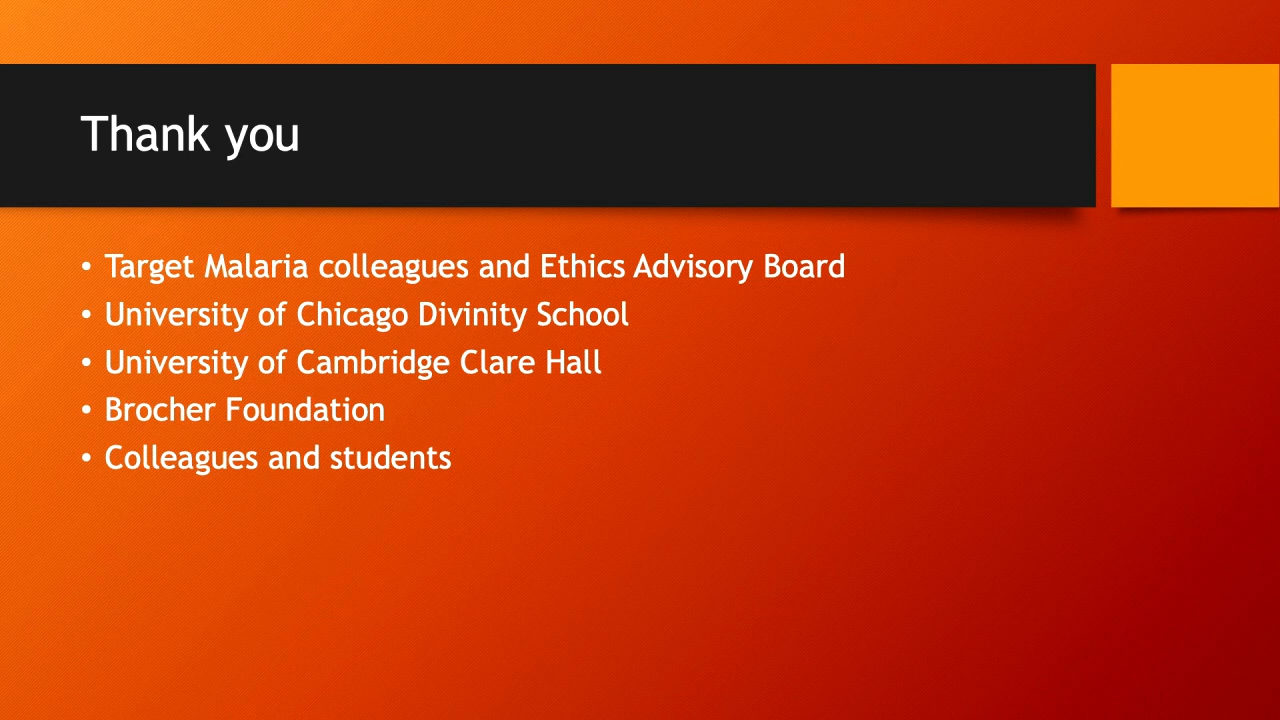 Thank you
• Target Malaria colleagues and Ethics Advisory Board
• University of Chicago Divinity School
• University of Cambridge Clare Hall
• Brocher Foundation
• Colleagues and students